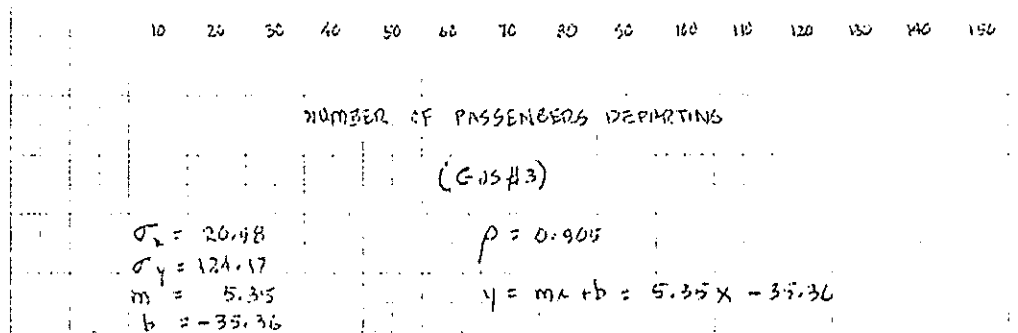 10 20 30 40 50 60 70 80 90 100 110 120 130 140 150
NUMBER OF PASSENGERS DEPARTING
(GUS #3)
σx = 20.98
σy = 124.17
m = 5.35
b = -35.36
ρ = 0.905
y = mx + b = 5.35x - 35.36